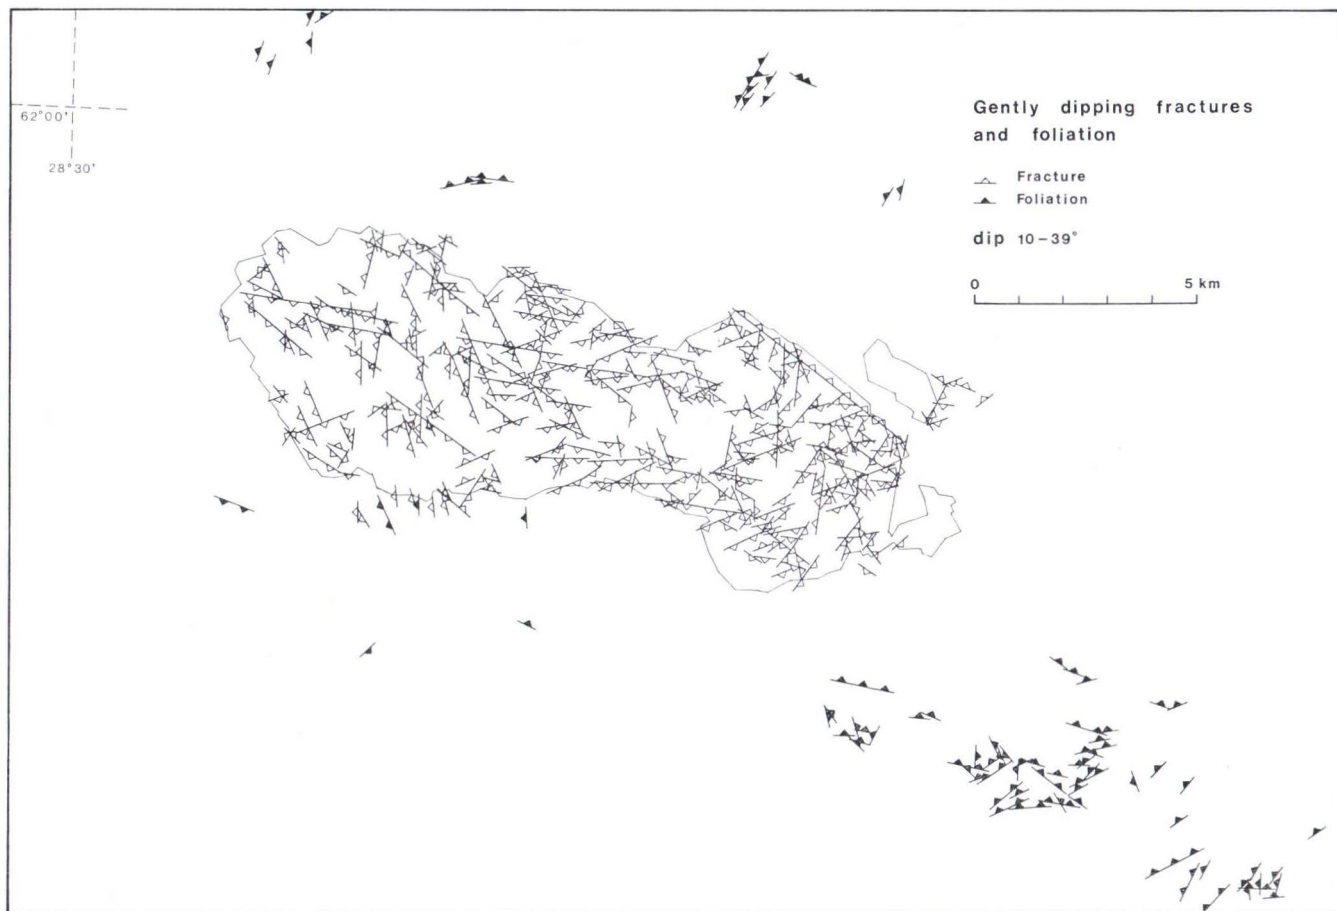 62°00'
28°30'
Gently dipping fractures
and foliation
Fracture
Foliation
dip 10–39°
0 5 km